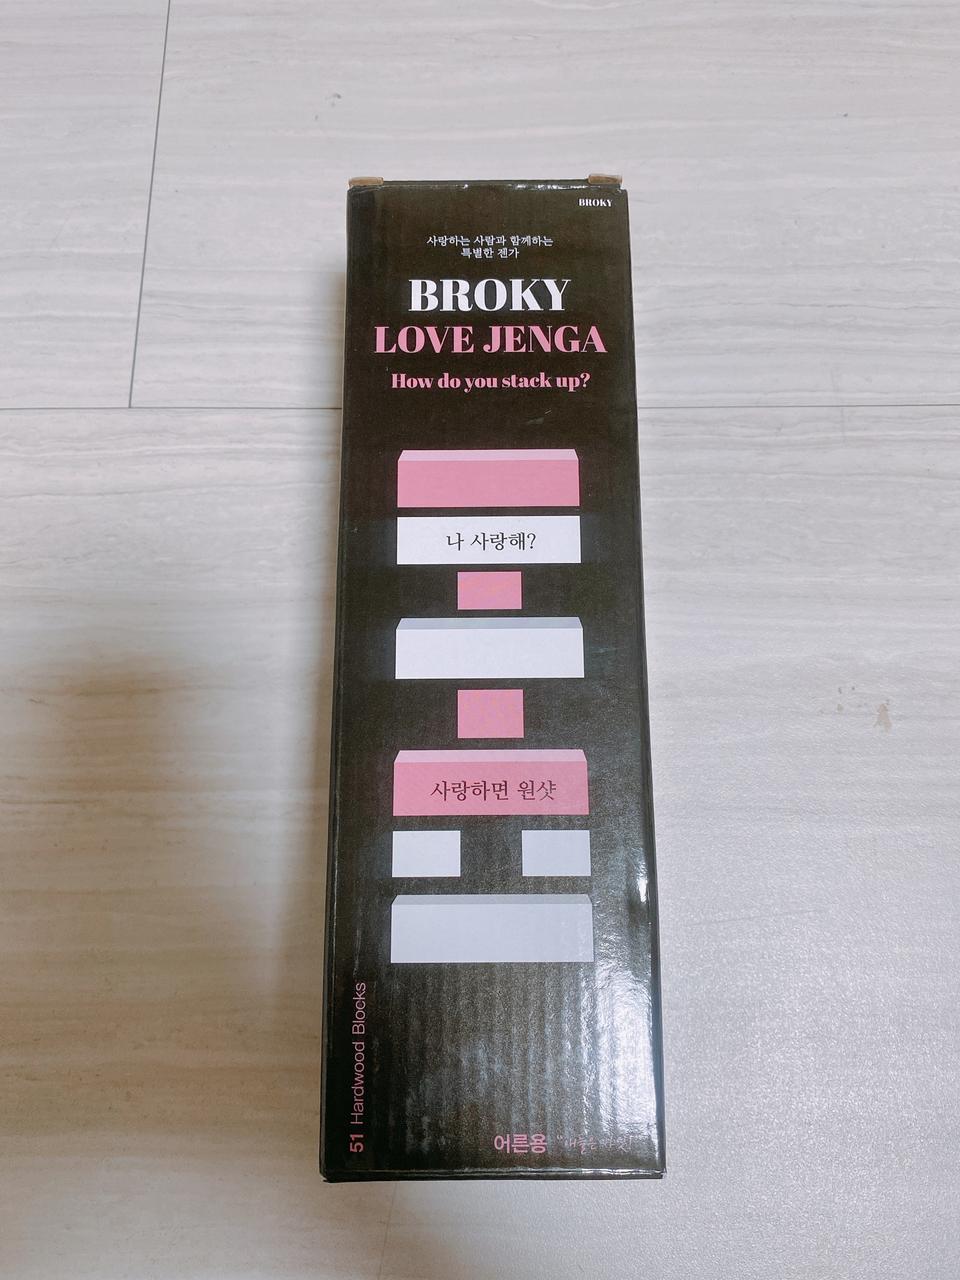 BROKY
사랑하는 사람과 함께하는
특별한 젠가
BROKY
LOVE JENGA
How do you stack up?
나 사랑해?
사랑하면 원샷
51 Hardwood Blocks
어른용